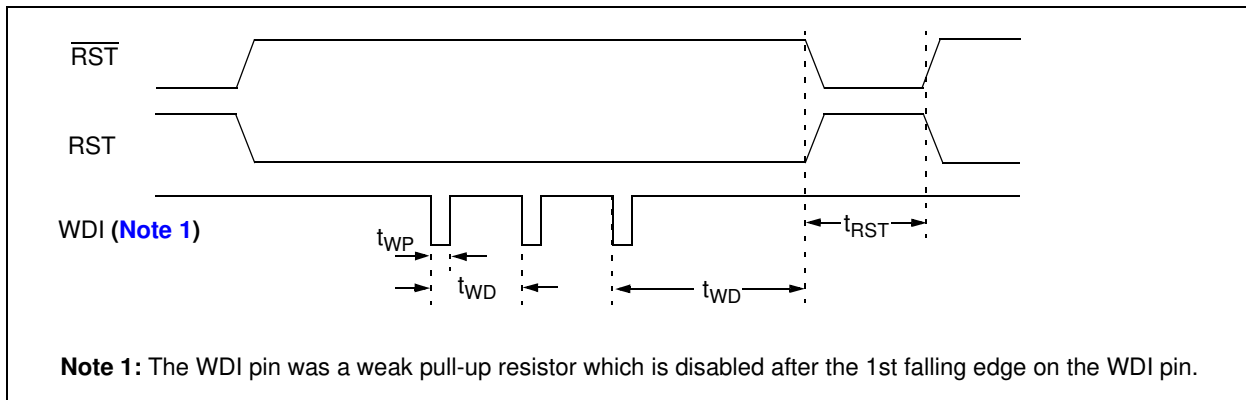 RST
RST
WDI (Note 1)
tWP
tWD
tWD
tRST
Note 1: The WDI pin was a weak pull-up resistor which is disabled after the 1st falling edge on the WDI pin.